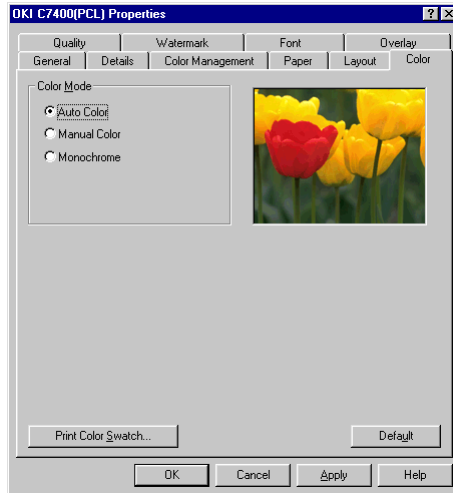 OKI C7400(PCL) Properties
Quality Watermark Font Overlay
General Details Color Management Paper Layout Color
Color Mode
Auto Color
Manual Color
Monochrome
Print Color Swatch... Default
OK Cancel Apply Help